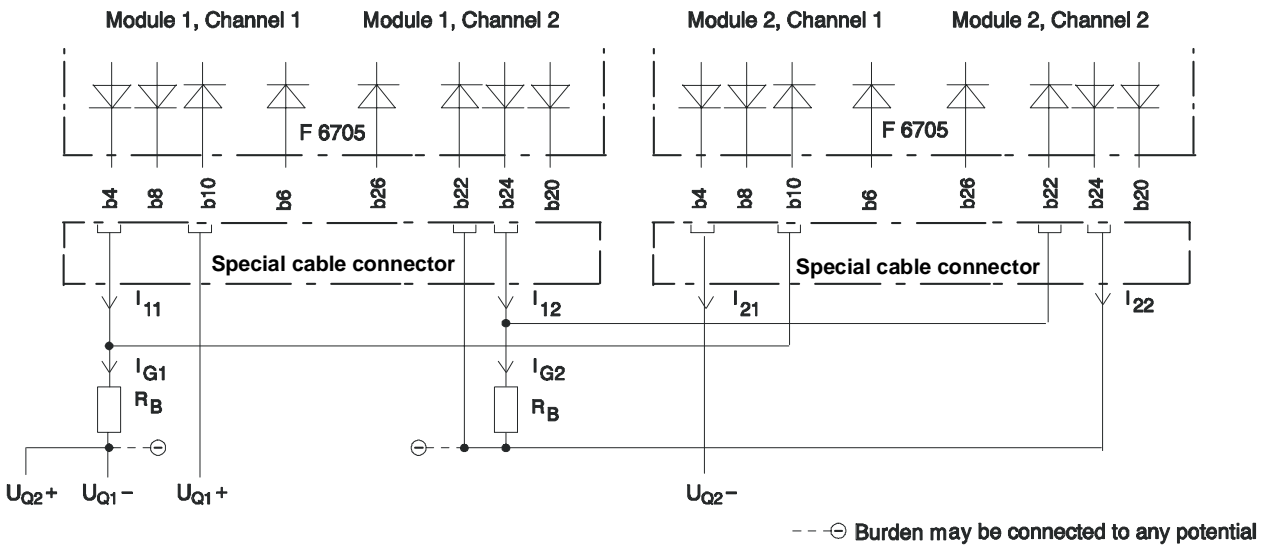 Module 1, Channel 1 Module 1, Channel 2 Module 2, Channel 1 Module 2, Channel 2
F 6705 F 6705
b4 b8 b10 b6 b26 b22 b24 b20 b4 b8 b10 b6 b26 b22 b24 b20
Special cable connector Special cable connector
I11 I12 I21 I22
IG1 IG2
RB RB
UQ2+ UQ1− UQ1+ UQ2−
Burden may be connected to any potential